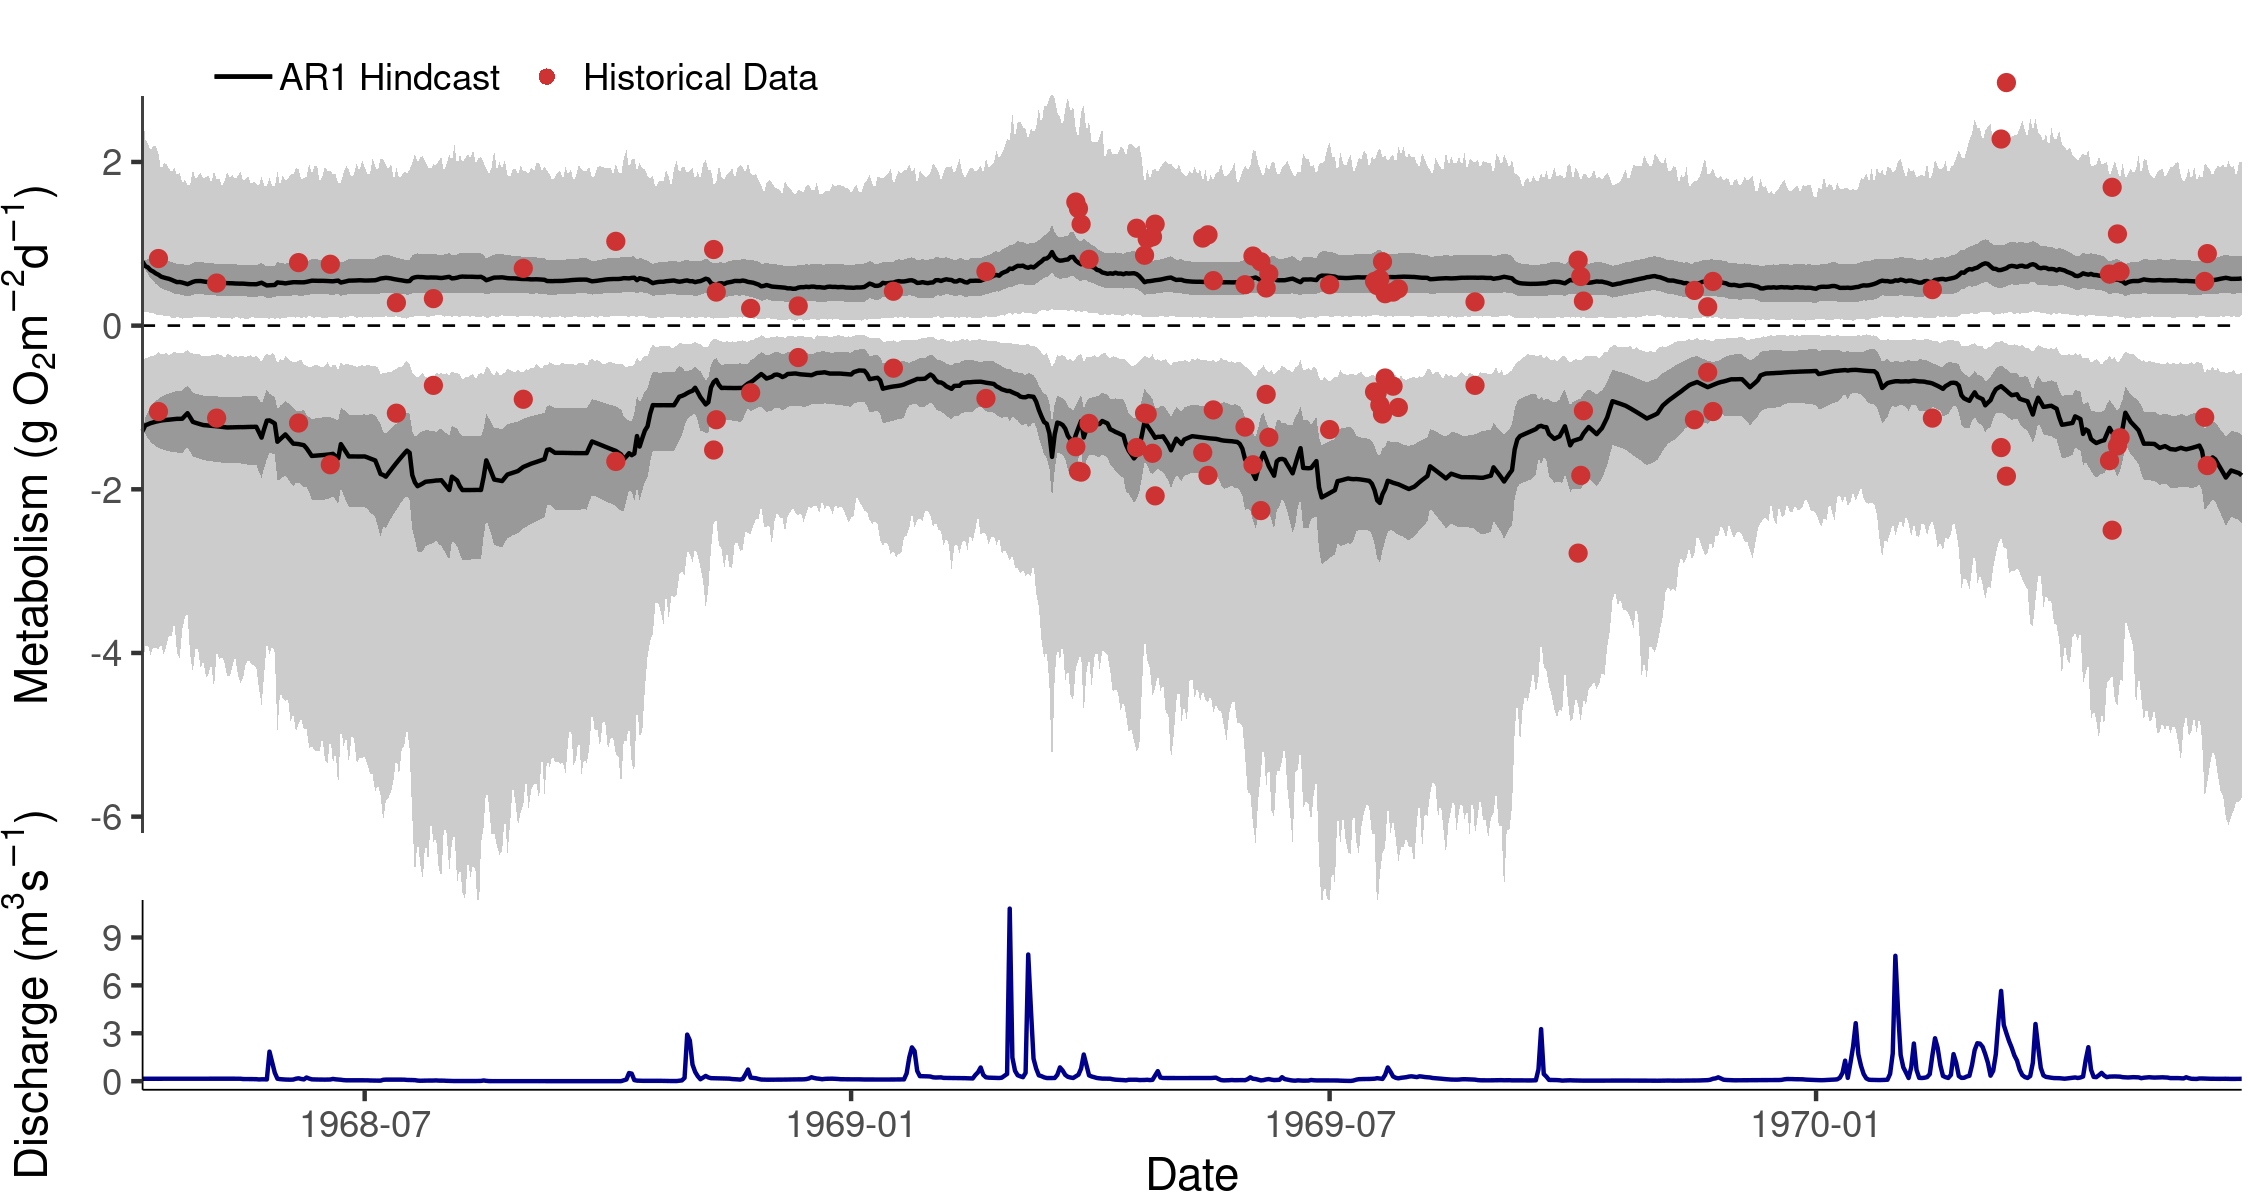 AR1 Hindcast Historical Data
Metabolism (g O₂m⁻²d⁻¹)
2
0
-2
-4
-6
Discharge (m³s⁻¹)
9
6
3
0
1968-07 1969-01 1969-07 1970-01
Date